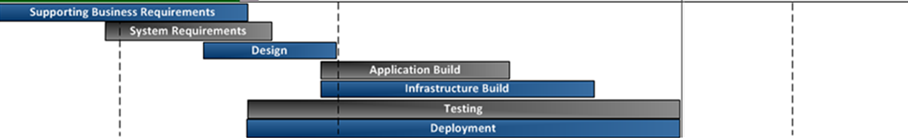 Supporting Business Requirements
System Requirements
Design
Application Build
Infrastructure Build
Testing
Deployment